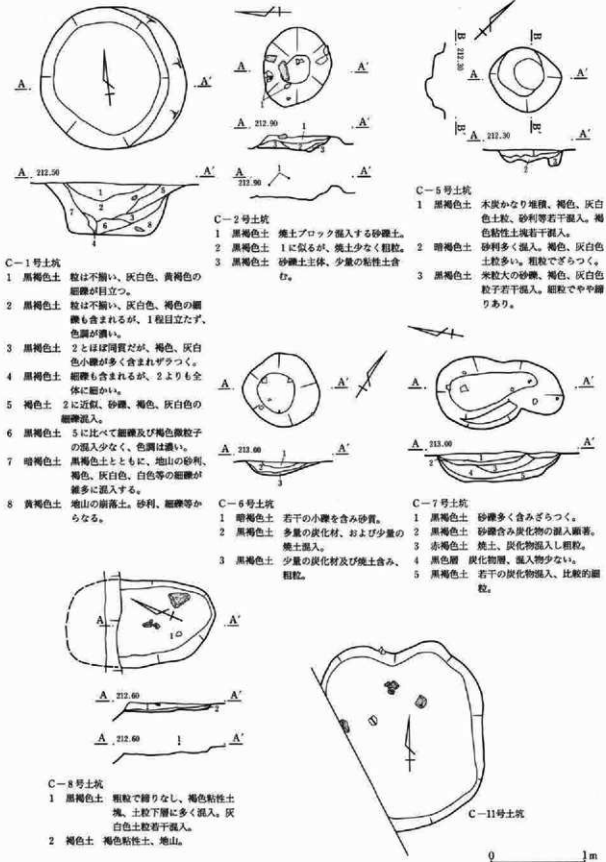 A
A′
A 212.50
A′
1
2
3
4
5
6
7
8
C－1号土坑
1 黒褐色土 粒は不揃い、灰白色、黄褐色の
細礫が目立つ。
2 黒褐色土 粒は不揃い、灰白色、褐色の細
礫も含まれるが、1程目立たず、
色調が濃い。
3 黒褐色土 2とほぼ同質だが、褐色、灰白
色小礫が多く含まれザラつく。
4 黒褐色土 細礫も含まれるが、2よりも全
体に細かい。
5 褐色土 2に近似、砂礫、褐色、灰白色の
細礫混入。
6 黒褐色土 5に比べて細礫及び褐色微粒子
の混入少なく、色調は濃い。
7 暗褐色土 黒褐色土とともに、地山の砂利、
褐色、灰白色、白色等の細礫が
雑多に混入する。
8 黄褐色土 地山の崩落土。砂利、細礫等か
らなる。
A
A′
1
A 212.90
A′
1
2
3
A 212.90
A′
1
C－2号土坑
1 黒褐色土 焼土ブロック混入する砂礫土。
2 黒褐色土 1に似るが、焼土少なく粗粒。
3 黒褐色土 砂礫土主体、少量の粘性土含
む。
B
B 212.30
A
A′
B′
B′
A 212.30
A′
1
2
3
C－5号土坑
1 黒褐色土 木炭かなり堆積、褐色、灰白
色土粒、砂利等若干混入。褐
色粘性土塊若干混入。
2 暗褐色土 砂利多く混入。褐色、灰白色
土粒多い。粗粒でざらつく。
3 黒褐色土 米粒大の砂礫、褐色、灰白色
粒子若干混入。細粒でやや締
りあり。
A
A′
A 213.00
A′
1
2
3
C－6号土坑
1 暗褐色土 若干の小礫を含み砂質。
2 黒褐色土 多量の炭化材、および少量の
焼土混入。
3 黒褐色土 少量の炭化材及び焼土含み、
粗粒。
A
A′
A 213.00
A′
1
2
3
4
5
C－7号土坑
1 黒褐色土 砂礫多く含みざらつく。
2 黒褐色土 砂礫含み炭化物の混入顕著。
3 赤褐色土 焼土、炭化物混入し粗粒。
4 黒色層 炭化物層、混入物少ない。
5 黒褐色土 若干の炭化物混入、比較的細
粒。
A
A′
1
A 212.60
A′
2
A 212.60
A′
1
C－8号土坑
1 黒褐色土 粗粒で締りなし、褐色粘性土
塊、土粒下層に多く混入。灰
白色土粒若干混入。
2 褐色土 褐色粘性土、地山。
C－11号土坑
0
1m